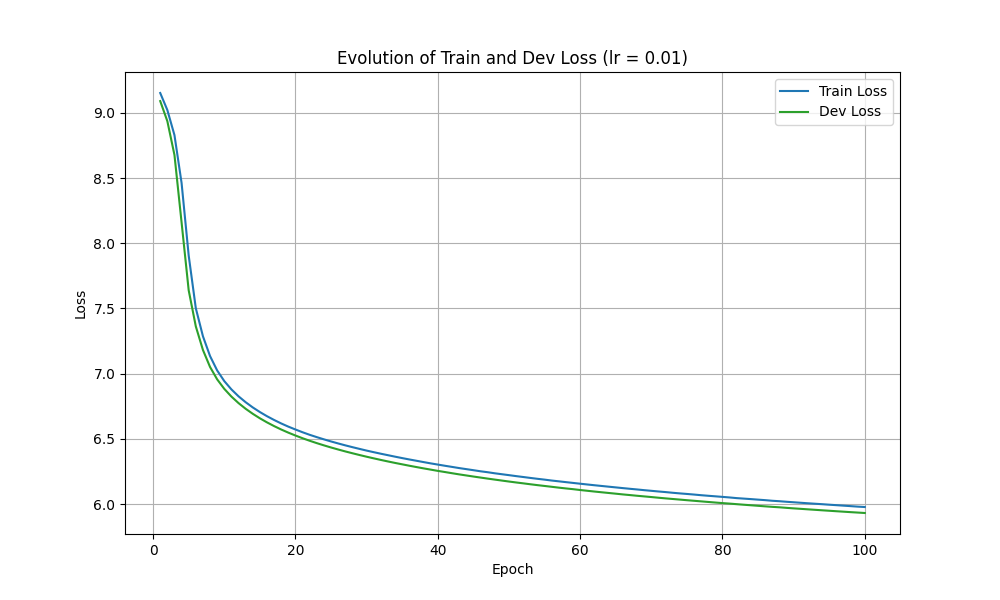 Evolution of Train and Dev Loss (lr = 0.01)
Train Loss
Dev Loss
9.0
8.5
8.0
7.5
7.0
6.5
6.0
Loss
0 20 40 60 80 100
Epoch